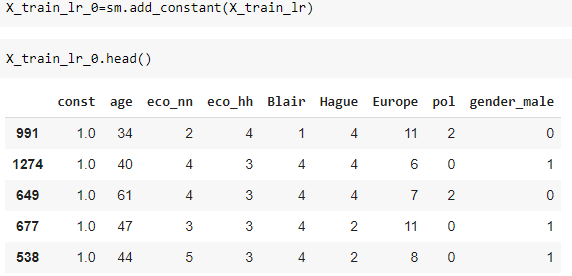 X_train_lr_0=sm.add_constant(X_train_lr)
X_train_lr_0.head()
const age eco_nn eco_hh Blair Hague Europe pol gender_male
991 1.0 34 2 4 1 4 11 2 0
1274 1.0 40 4 3 4 4 6 0 1
649 1.0 61 4 3 4 4 7 2 0
677 1.0 47 3 3 4 2 11 0 1
538 1.0 44 5 3 4 2 8 0 1